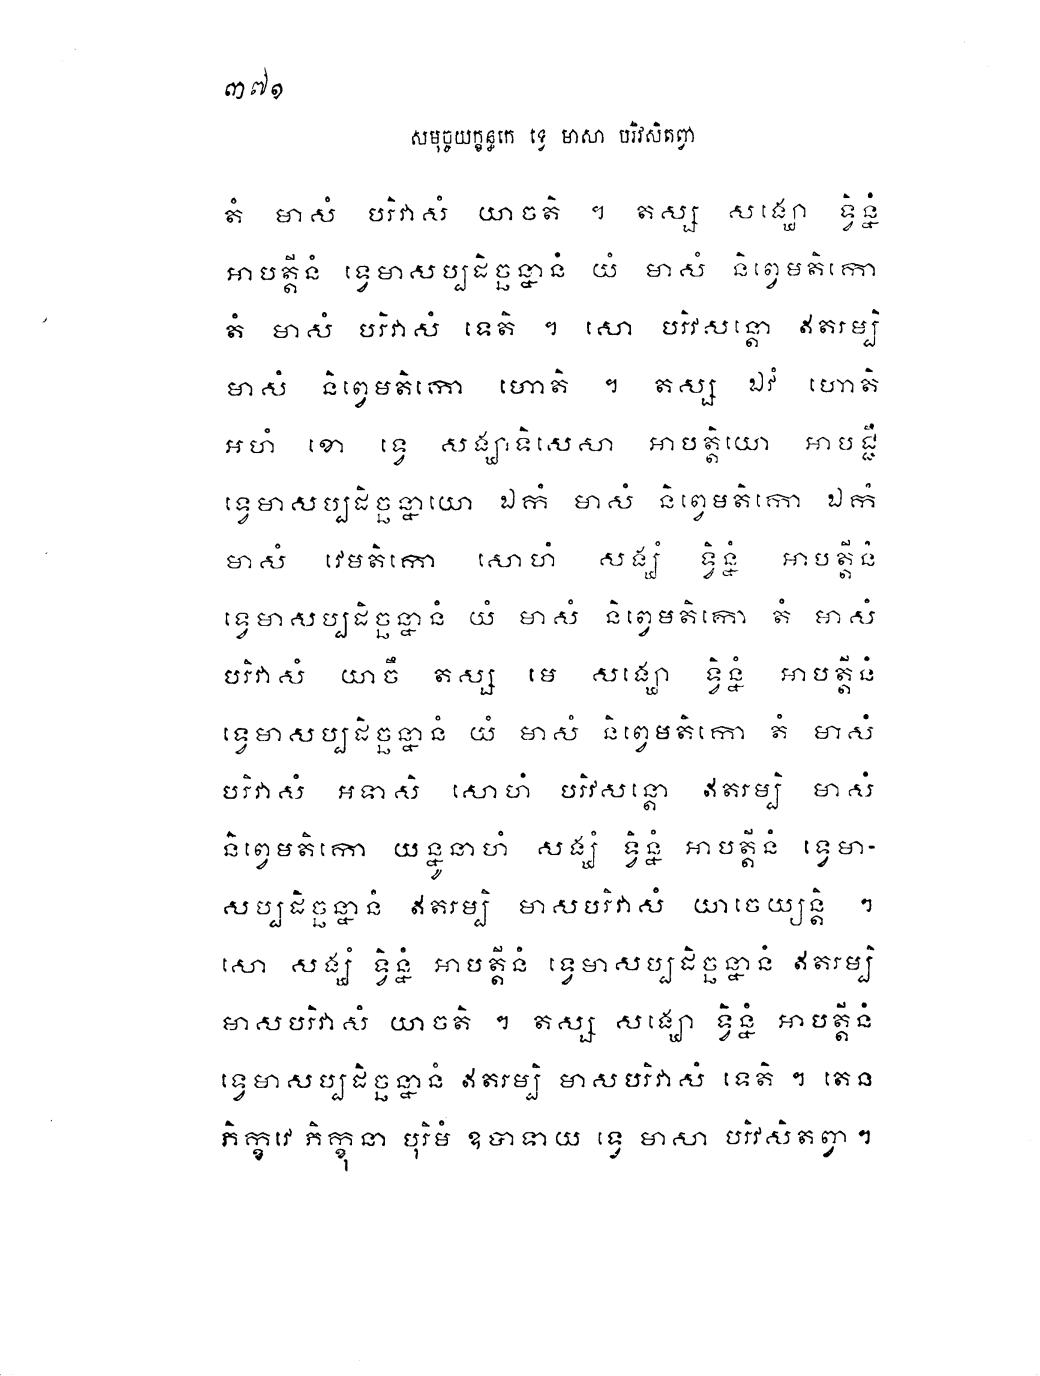 ៣៧១
សមុច្ចយក្ខន្ធកេ ទ្វេ មាសា បរិវសិតព្វា
តំ មាសំ បរិវាសំ យាចតិ ។ តស្ស សង្ឃោ ទ្វិន្នំ
អាបត្តីនំ ទ្វេមាសប្បដិច្ឆន្នានំ យំ មាសំ និព្វេមតិកោ
តំ មាសំ បរិវាសំ ទេតិ ។ សោ បរិវសន្តោ ឥតរម្បិ
មាសំ និព្វេមតិកោ ហោតិ ។ តស្ស ឯវំ ហោតិ
អហំ ខោ ទ្វេ សង្ឃាទិសេសា អាបត្តិយោ អាបជ្ជឹ
ទ្វេមាសប្បដិច្ឆន្នាយោ ឯកំ មាសំ និព្វេមតិកោ ឯកំ
មាសំ វេមតិកោ សោហំ សង្ឃំ ទ្វិន្នំ អាបត្តីនំ
ទ្វេមាសប្បដិច្ឆន្នានំ យំ មាសំ និព្វេមតិកោ តំ មាសំ
បរិវាសំ យាចឹ តស្ស មេ សង្ឃោ ទ្វិន្នំ អាបត្តីនំ
ទ្វេមាសប្បដិច្ឆន្នានំ យំ មាសំ និព្វេមតិកោ តំ មាសំ
បរិវាសំ អទាសិ សោហំ បរិវសន្តោ ឥតរម្បិ មាសំ
និព្វេមតិកោ យន្នូនាហំ សង្ឃំ ទ្វិន្នំ អាបត្តីនំ ទ្វេមា-
សប្បដិច្ឆន្នានំ ឥតរម្បិ មាសបរិវាសំ យាចេយ្យន្តិ ។
សោ សង្ឃំ ទ្វិន្នំ អាបត្តីនំ ទ្វេមាសប្បដិច្ឆន្នានំ ឥតរម្បិ
មាសបរិវាសំ យាចតិ ។ តស្ស សង្ឃោ ទ្វិន្នំ អាបត្តីនំ
ទ្វេមាសប្បដិច្ឆន្នានំ ឥតរម្បិ មាសបរិវាសំ ទេតិ ។ តេន
ភិក្ខវេ ភិក្ខុនា បុរិមំ ឧបាទាយ ទ្វេ មាសា បរិវសិតព្វា ។